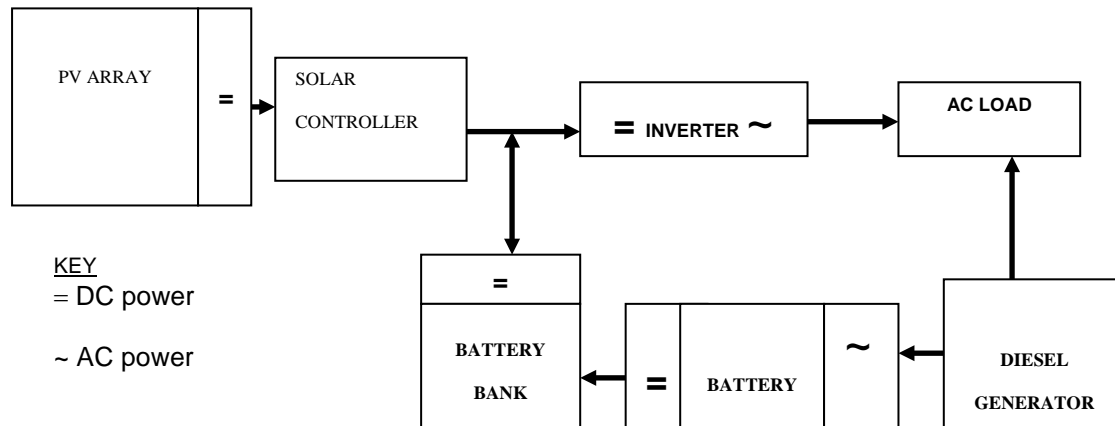 PV ARRAY
=
SOLAR
CONTROLLER
= INVERTER ~
AC LOAD
KEY
= DC power
~ AC power
=
BATTERY
BANK
= BATTERY ~
DIESEL
GENERATOR